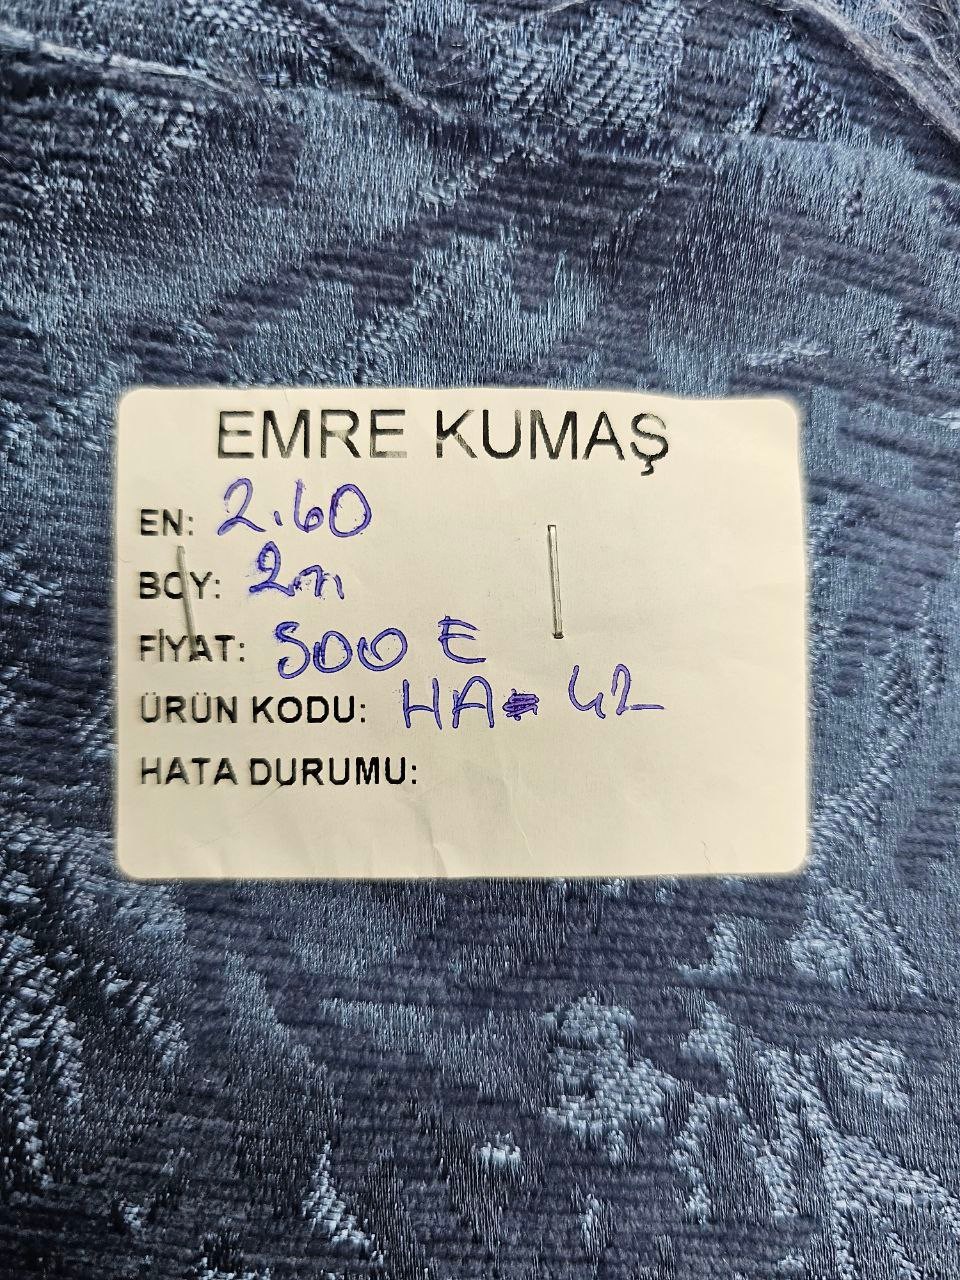 EMRE KUMAŞ
EN: 2.60
BOY: 2m
FİYAT: 500 E
ÜRÜN KODU: HA 42
HATA DURUMU: